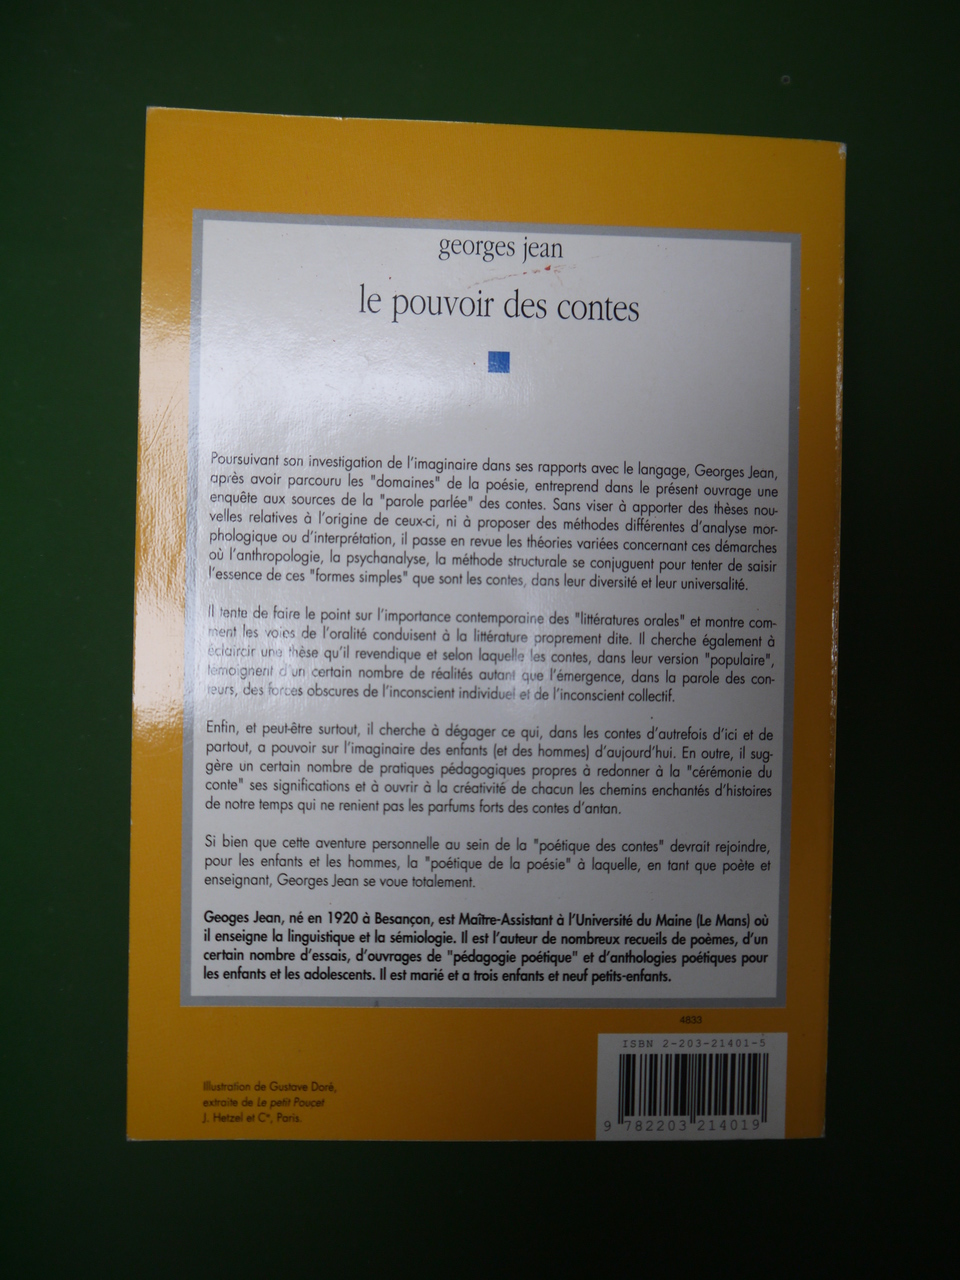 georges jean
le pouvoir des contes
Poursuivant son investigation de l'imaginaire dans ses rapports avec le langage, Georges Jean,
après avoir parcouru les "domaines" de la poésie, entreprend dans le présent ouvrage une
enquête aux sources de la "parole parlée" des contes. Sans viser à apporter des thèses nou-
velles relatives à l'origine de ceux-ci, ni à proposer des méthodes différentes d'analyse mor-
phologique ou d'interprétation, il passe en revue les théories variées concernant ces démarches
où l'anthropologie, la psychanalyse, la méthode structurale se conjuguent pour tenter de saisir
l'essence de ces "formes simples" que sont les contes, dans leur diversité et leur universalité.
Il tente de faire le point sur l'importance contemporaine des "littératures orales" et montre com-
ment les voies de l'oralité conduisent à la littérature proprement dite. Il cherche également à
éclaircir une thèse qu'il revendique et selon laquelle les contes, dans leur version "populaire",
témoignent d'un certain nombre de réalités autant que l'émergence, dans la parole des con-
teurs, des forces obscures de l'inconscient individuel et de l'inconscient collectif.
Enfin, et peut-être surtout, il cherche à dégager ce qui, dans les contes d'autrefois d'ici et de
partout, a pouvoir sur l'imaginaire des enfants (et des hommes) d'aujourd'hui. En outre, il sug-
gère un certain nombre de pratiques pédagogiques propres à redonner à la "cérémonie du
conte" ses significations et à ouvrir à la créativité de chacun les chemins enchantés d'histoires
de notre temps qui ne renient pas les parfums forts des contes d'antan.
Si bien que cette aventure personnelle au sein de la "poétique des contes" devrait rejoindre,
pour les enfants et les hommes, la "poétique de la poésie" à laquelle, en tant que poète et
enseignant, Georges Jean se voue totalement.
Geoges Jean, né en 1920 à Besançon, est Maître-Assistant à l'Université du Maine (Le Mans) où
il enseigne la linguistique et la sémiologie. Il est l'auteur de nombreux recueils de poèmes, d'un
certain nombre d'essais, d'ouvrages de "pédagogie poétique" et d'anthologies poétiques pour
les enfants et les adolescents. Il est marié et a trois enfants et neuf petits-enfants.
4833
ISBN 2-203-21401-5
Illustration de Gustave Doré,
extraite de Le petit Pouçet
J. Hetzel et Cie, Paris.
9 782203 214019